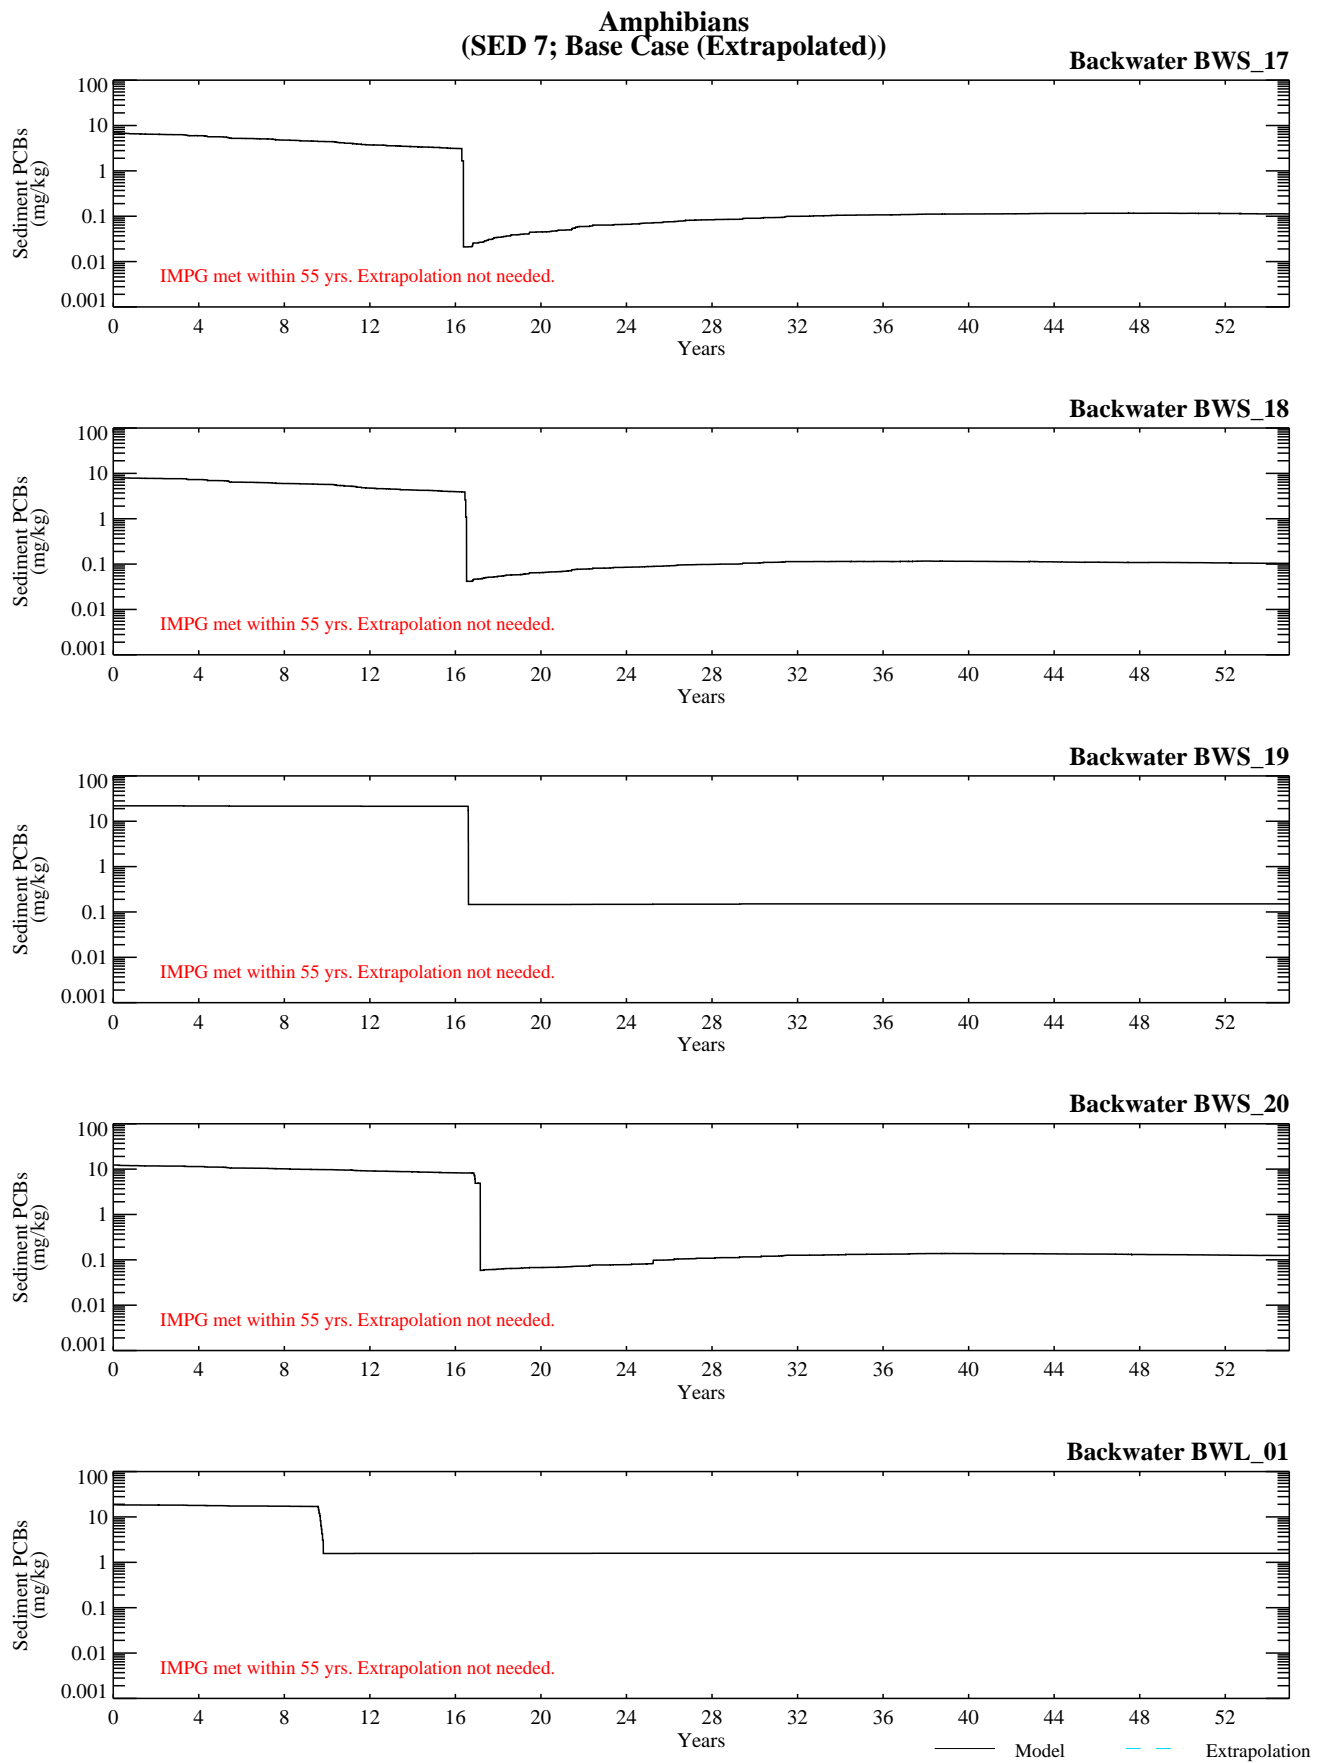 Amphibians
(SED 7; Base Case (Extrapolated))
Backwater BWS_17
Sediment PCBs
(mg/kg)
100
10
1
0.1
0.01
0.001
IMPG met within 55 yrs. Extrapolation not needed.
0 4 8 12 16 20 24 28 32 36 40 44 48 52
Years
Backwater BWS_18
Sediment PCBs
(mg/kg)
100
10
1
0.1
0.01
0.001
IMPG met within 55 yrs. Extrapolation not needed.
0 4 8 12 16 20 24 28 32 36 40 44 48 52
Years
Backwater BWS_19
Sediment PCBs
(mg/kg)
100
10
1
0.1
0.01
0.001
IMPG met within 55 yrs. Extrapolation not needed.
0 4 8 12 16 20 24 28 32 36 40 44 48 52
Years
Backwater BWS_20
Sediment PCBs
(mg/kg)
100
10
1
0.1
0.01
0.001
IMPG met within 55 yrs. Extrapolation not needed.
0 4 8 12 16 20 24 28 32 36 40 44 48 52
Years
Backwater BWL_01
Sediment PCBs
(mg/kg)
100
10
1
0.1
0.01
0.001
IMPG met within 55 yrs. Extrapolation not needed.
0 4 8 12 16 20 24 28 32 36 40 44 48 52
Years
Model Extrapolation